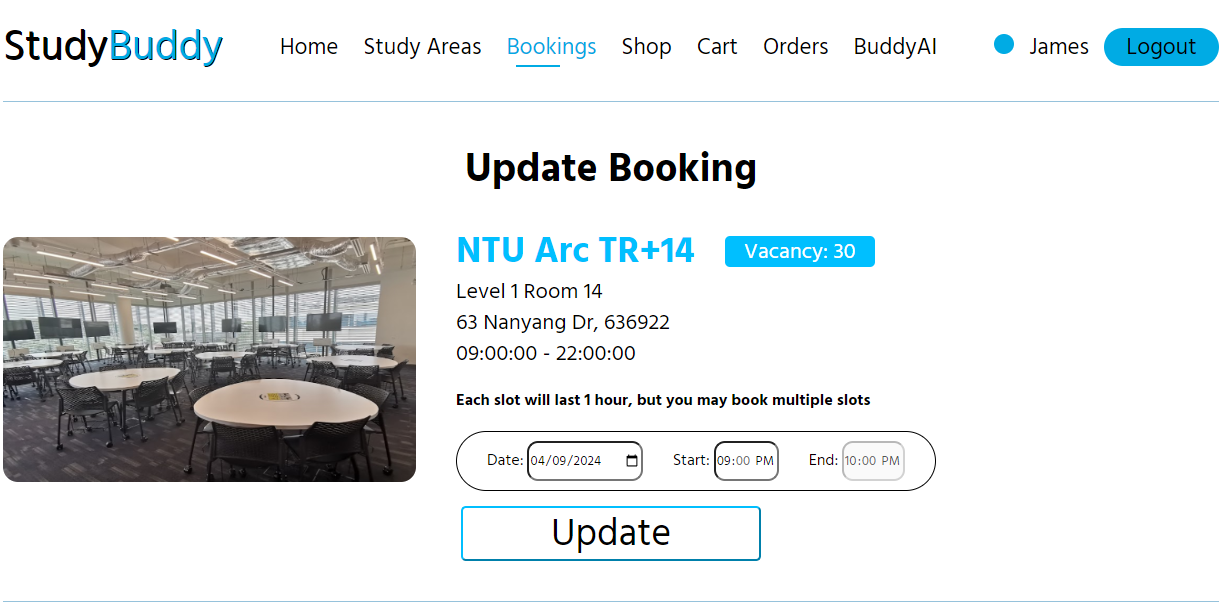 StudyBuddy Home Study Areas Bookings Shop Cart Orders BuddyAI James Logout
Update Booking
NTU Arc TR+14 Vacancy: 30
Level 1 Room 14
63 Nanyang Dr, 636922
09:00:00 - 22:00:00
Each slot will last 1 hour, but you may book multiple slots
Date: 04/09/2024 Start: 09:00 PM End: 10:00 PM
Update